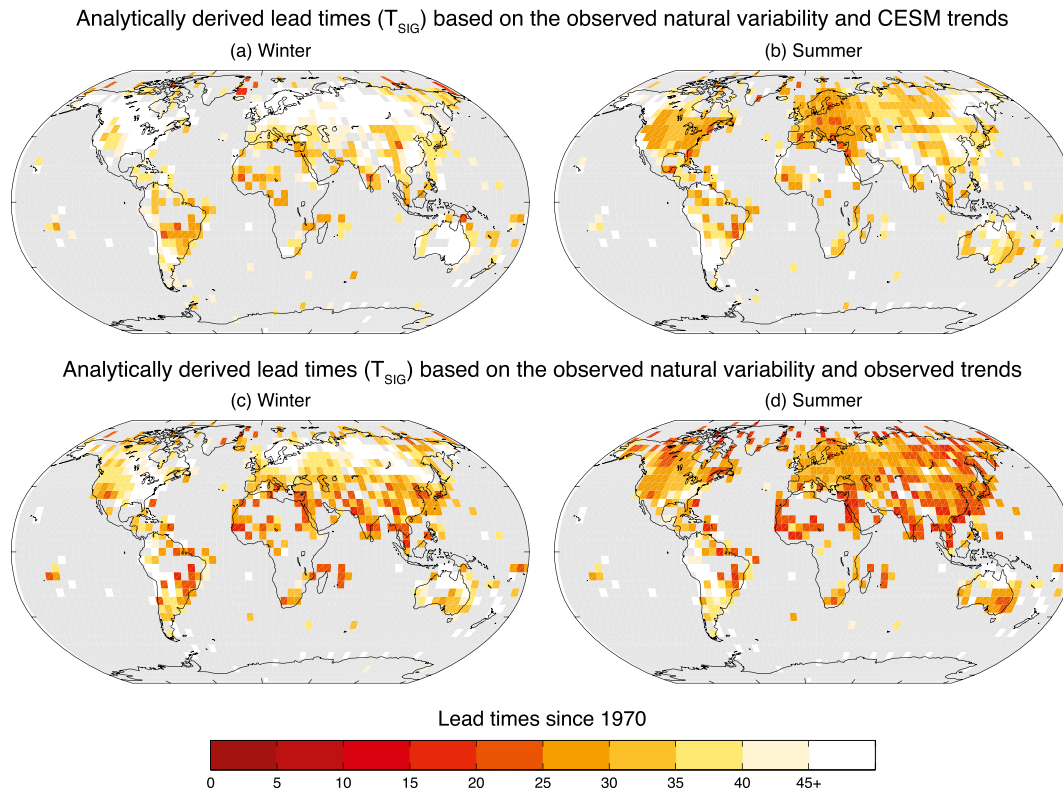 Analytically derived lead times (TSIG) based on the observed natural variability and CESM trends
(a) Winter
(b) Summer
Analytically derived lead times (TSIG) based on the observed natural variability and observed trends
(c) Winter
(d) Summer
Lead times since 1970
0 5 10 15 20 25 30 35 40 45+